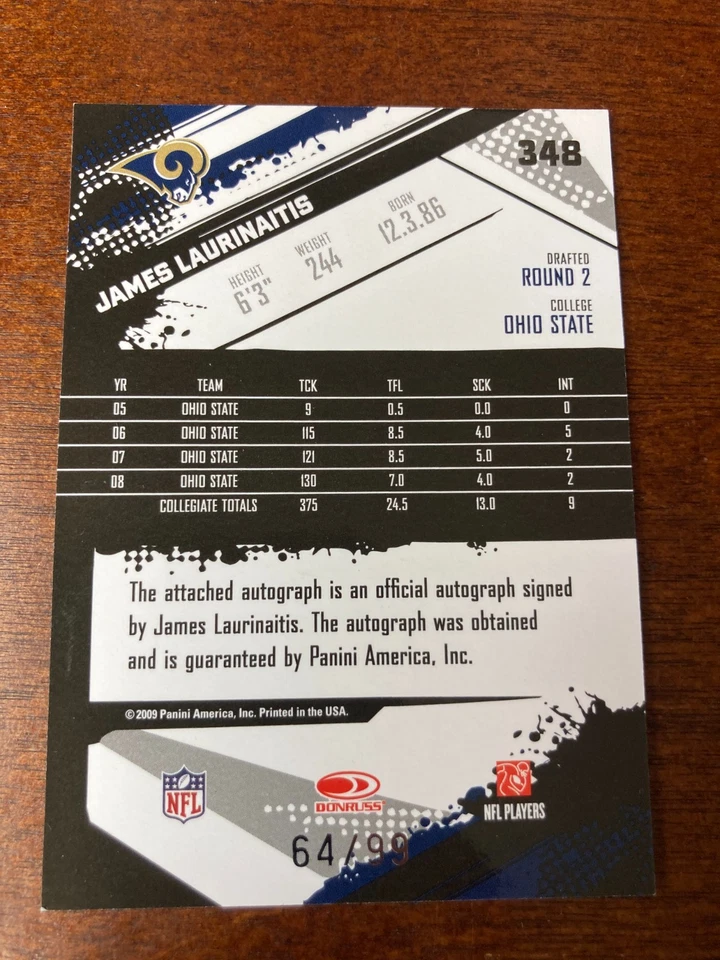 348
JAMES LAURINAITIS
HEIGHT WEIGHT BORN
6'3" 244 12.3.86
DRAFTED
ROUND 2
COLLEGE
OHIO STATE
YR TEAM TCK TFL SCK INT
05 OHIO STATE 9 0.5 0.0 0
06 OHIO STATE 115 8.5 4.0 5
07 OHIO STATE 121 8.5 5.0 2
08 OHIO STATE 130 7.0 4.0 2
COLLEGIATE TOTALS 375 24.5 13.0 9
The attached autograph is an official autograph signed
by James Laurinaitis. The autograph was obtained
and is guaranteed by Panini America, Inc.
© 2009 Panini America, Inc. Printed in the USA.
NFL DONRUSS NFL PLAYERS
64/99